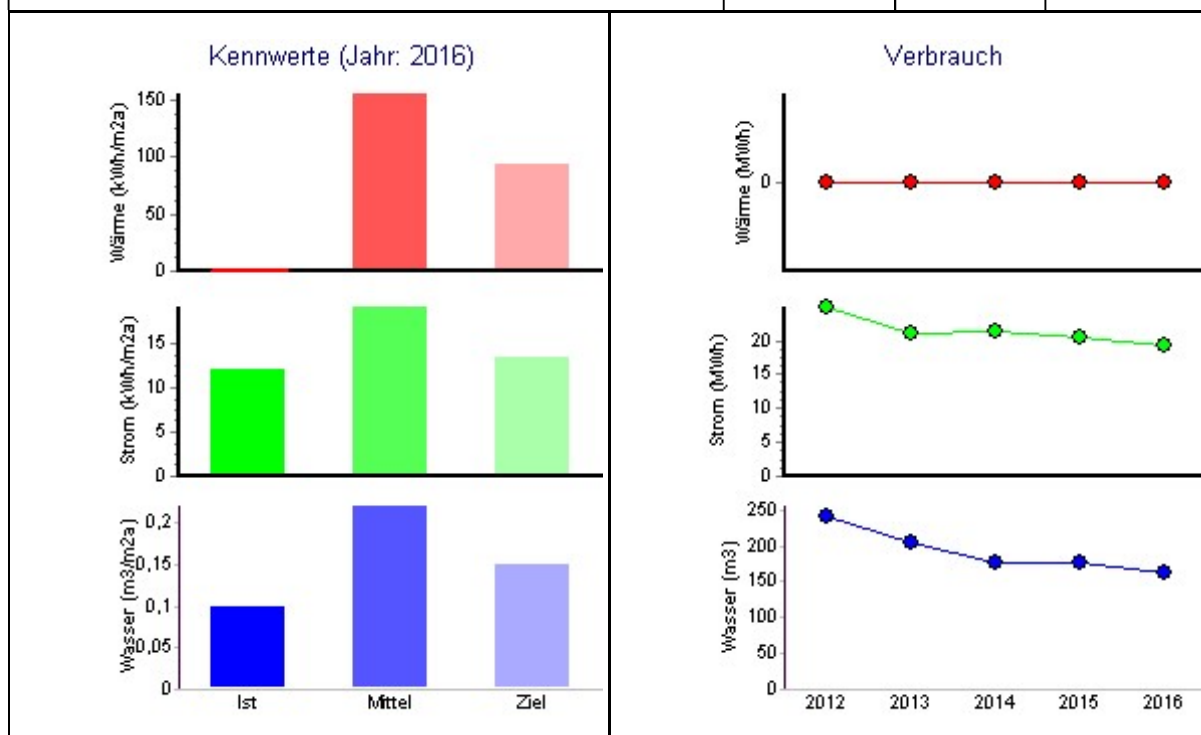 Kennwerte (Jahr: 2016)
Wärme (kWh/m2a)
150
100
50
0
Strom (kWh/m2a)
15
10
5
0
Wasser (m3/m2a)
0,2
0,15
0,1
0,05
0
Ist Mittel Ziel
Verbrauch
Wärme (MWh)
0
Strom (MWh)
20
15
10
5
0
Wasser (m3)
250
200
150
100
50
0
2012 2013 2014 2015 2016